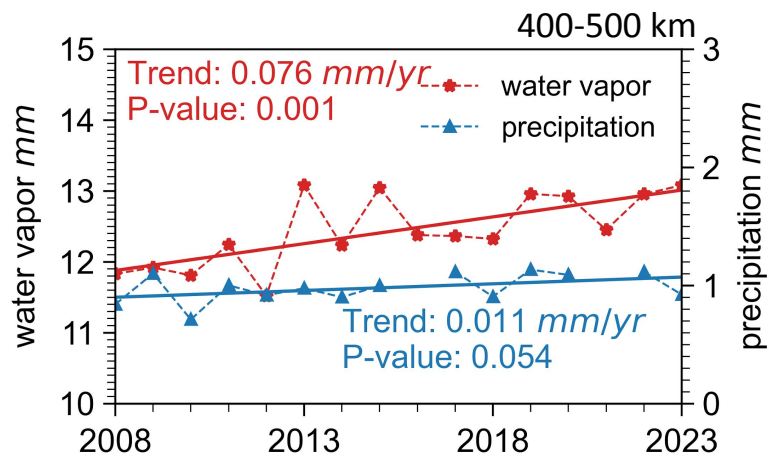 400-500 km
15
14
13
12
11
10
water vapor mm
Trend: 0.076 mm/yr
P-value: 0.001
water vapor
precipitation
Trend: 0.011 mm/yr
P-value: 0.054
3
2
1
0
precipitation mm
2008
2013
2018
2023